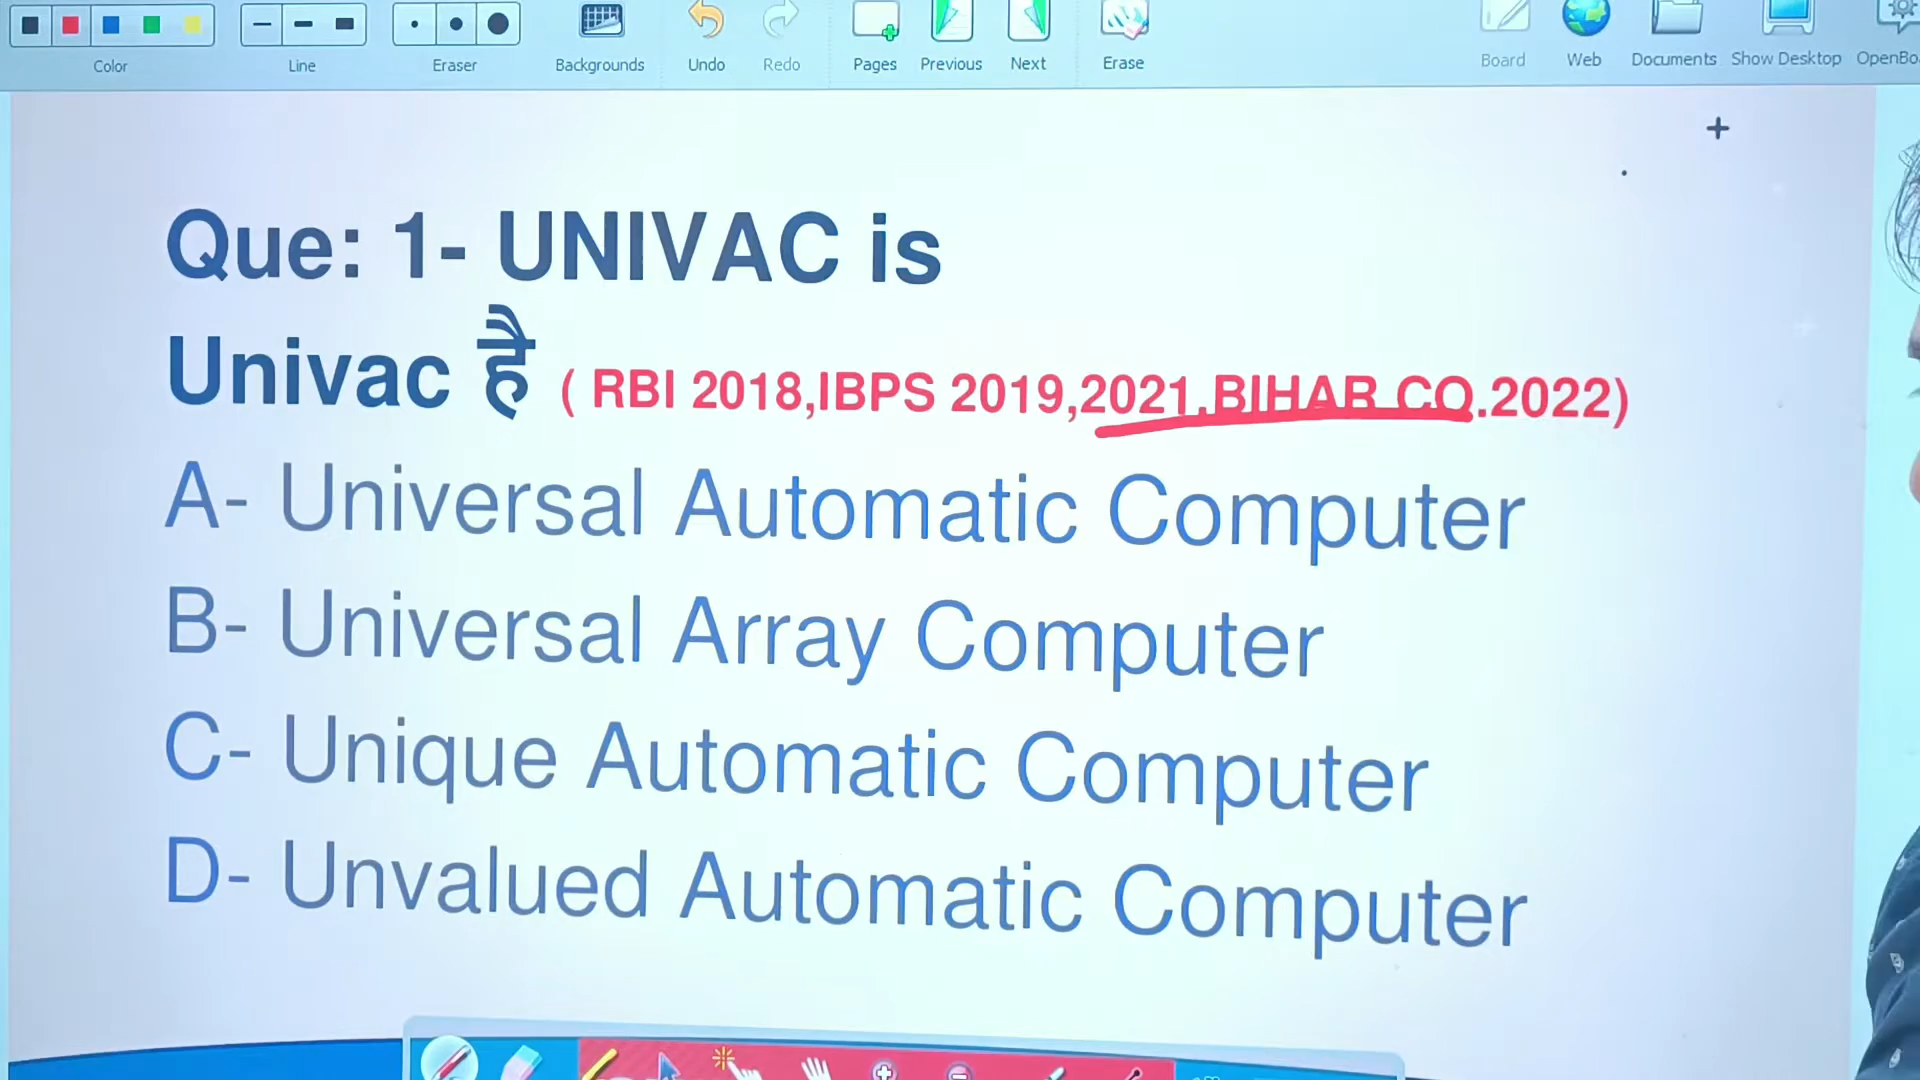 Color
Line
Eraser
Backgrounds
Undo
Redo
Pages
Previous
Next
Erase
Board
Web
Documents
Show Desktop
Que: 1- UNIVAC is
Univac है ( RBI 2018,IBPS 2019,2021,BIHAR CO.2022)
A- Universal Automatic Computer
B- Universal Array Computer
C- Unique Automatic Computer
D- Unvalued Automatic Computer